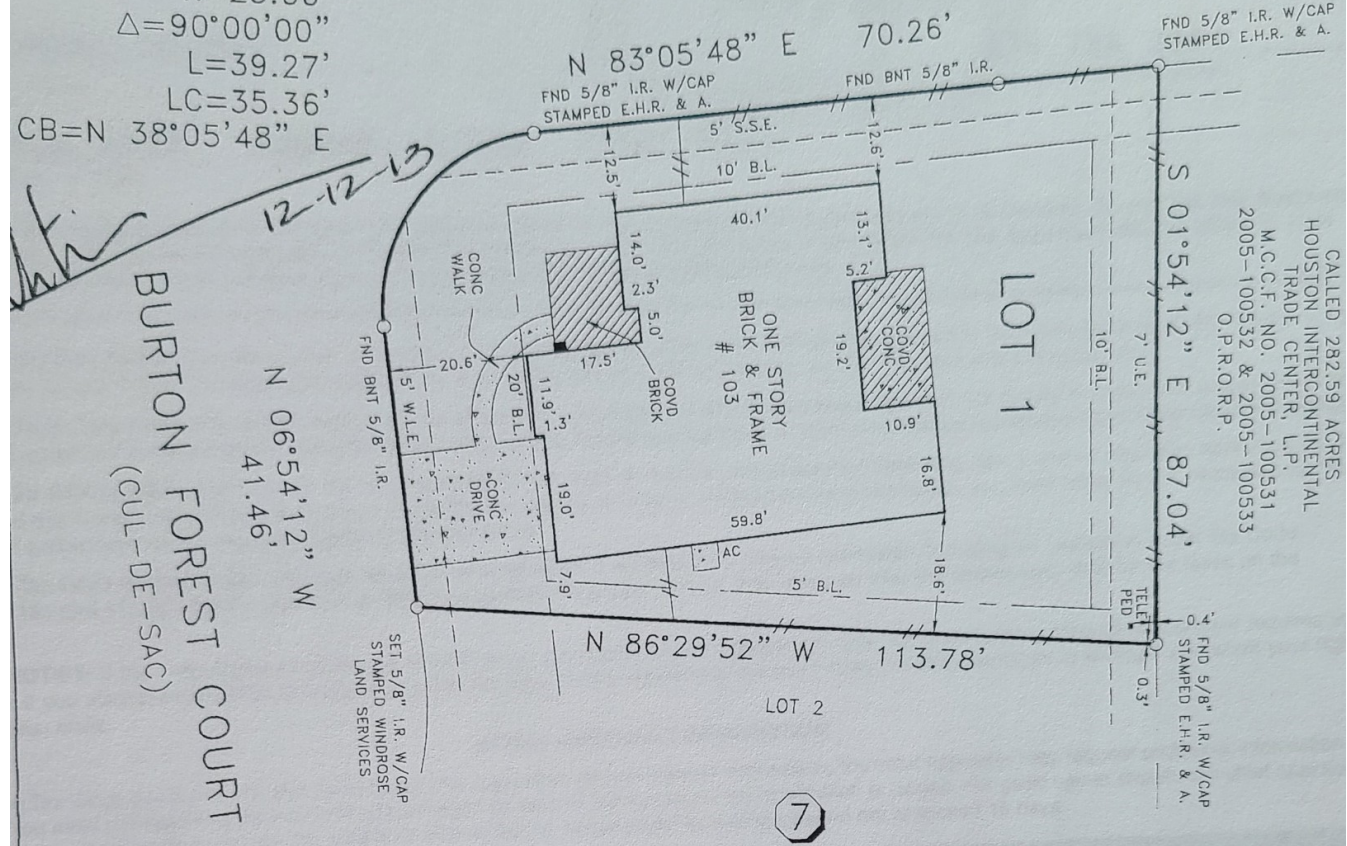 Δ=90°00'00"
L=39.27'
LC=35.36'
CB=N 38°05'48" E
12-12-13
N 83°05'48" E 70.26'
FND 5/8" I.R. W/CAP
STAMPED E.H.R. & A.
FND BNT 5/8" I.R.
FND 5/8" I.R. W/CAP
STAMPED E.H.R. & A.
5' S.S.E.
10' B.L.
12.5'
12.6'
40.1'
14.0'
2.3'
5.0'
13.1'
5.2'
19.2'
COVD
CONC
10.9'
16.8'
CONC
WALK
20.6'
17.5'
COVD
BRICK
ONE STORY
BRICK & FRAME
# 103
LOT 1
10' B.L.
7' U.E.
S 01°54'12" E 87.04'
CALLED 282.59 ACRES
HOUSTON INTERCONTINENTAL
TRADE CENTER, L.P.
M.C.C.F. NO. 2005-100531
2005-100532 & 2005-100533
O.P.R.O.R.P.
5' W.L.E.
20' B.L.
11.9'
1.3'
19.0'
CONC
DRIVE
59.8'
AC
7.9'
5' B.L.
18.6'
TELE
PED
0.4'
0.3'
FND 5/8" I.R. W/CAP
STAMPED E.H.R. & A.
FND BNT 5/8" I.R.
N 06°54'12" W
41.46'
BURTON FOREST COURT
(CUL-DE-SAC)
N 86°29'52" W 113.78'
SET 5/8" I.R. W/CAP
STAMPED WINDROSE
LAND SERVICES
LOT 2
7